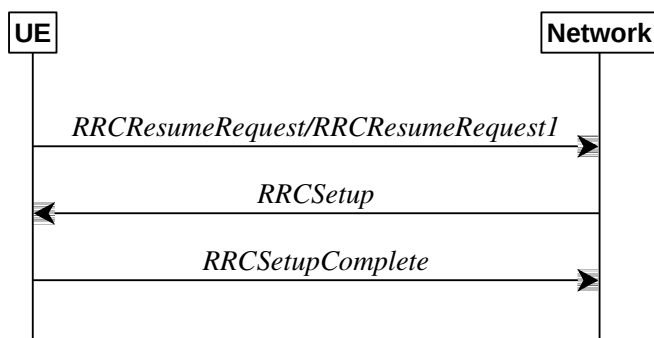 UE
Network
RRCResumeRequest/RRCResumeRequest1
RRCSetup
RRCSetupComplete